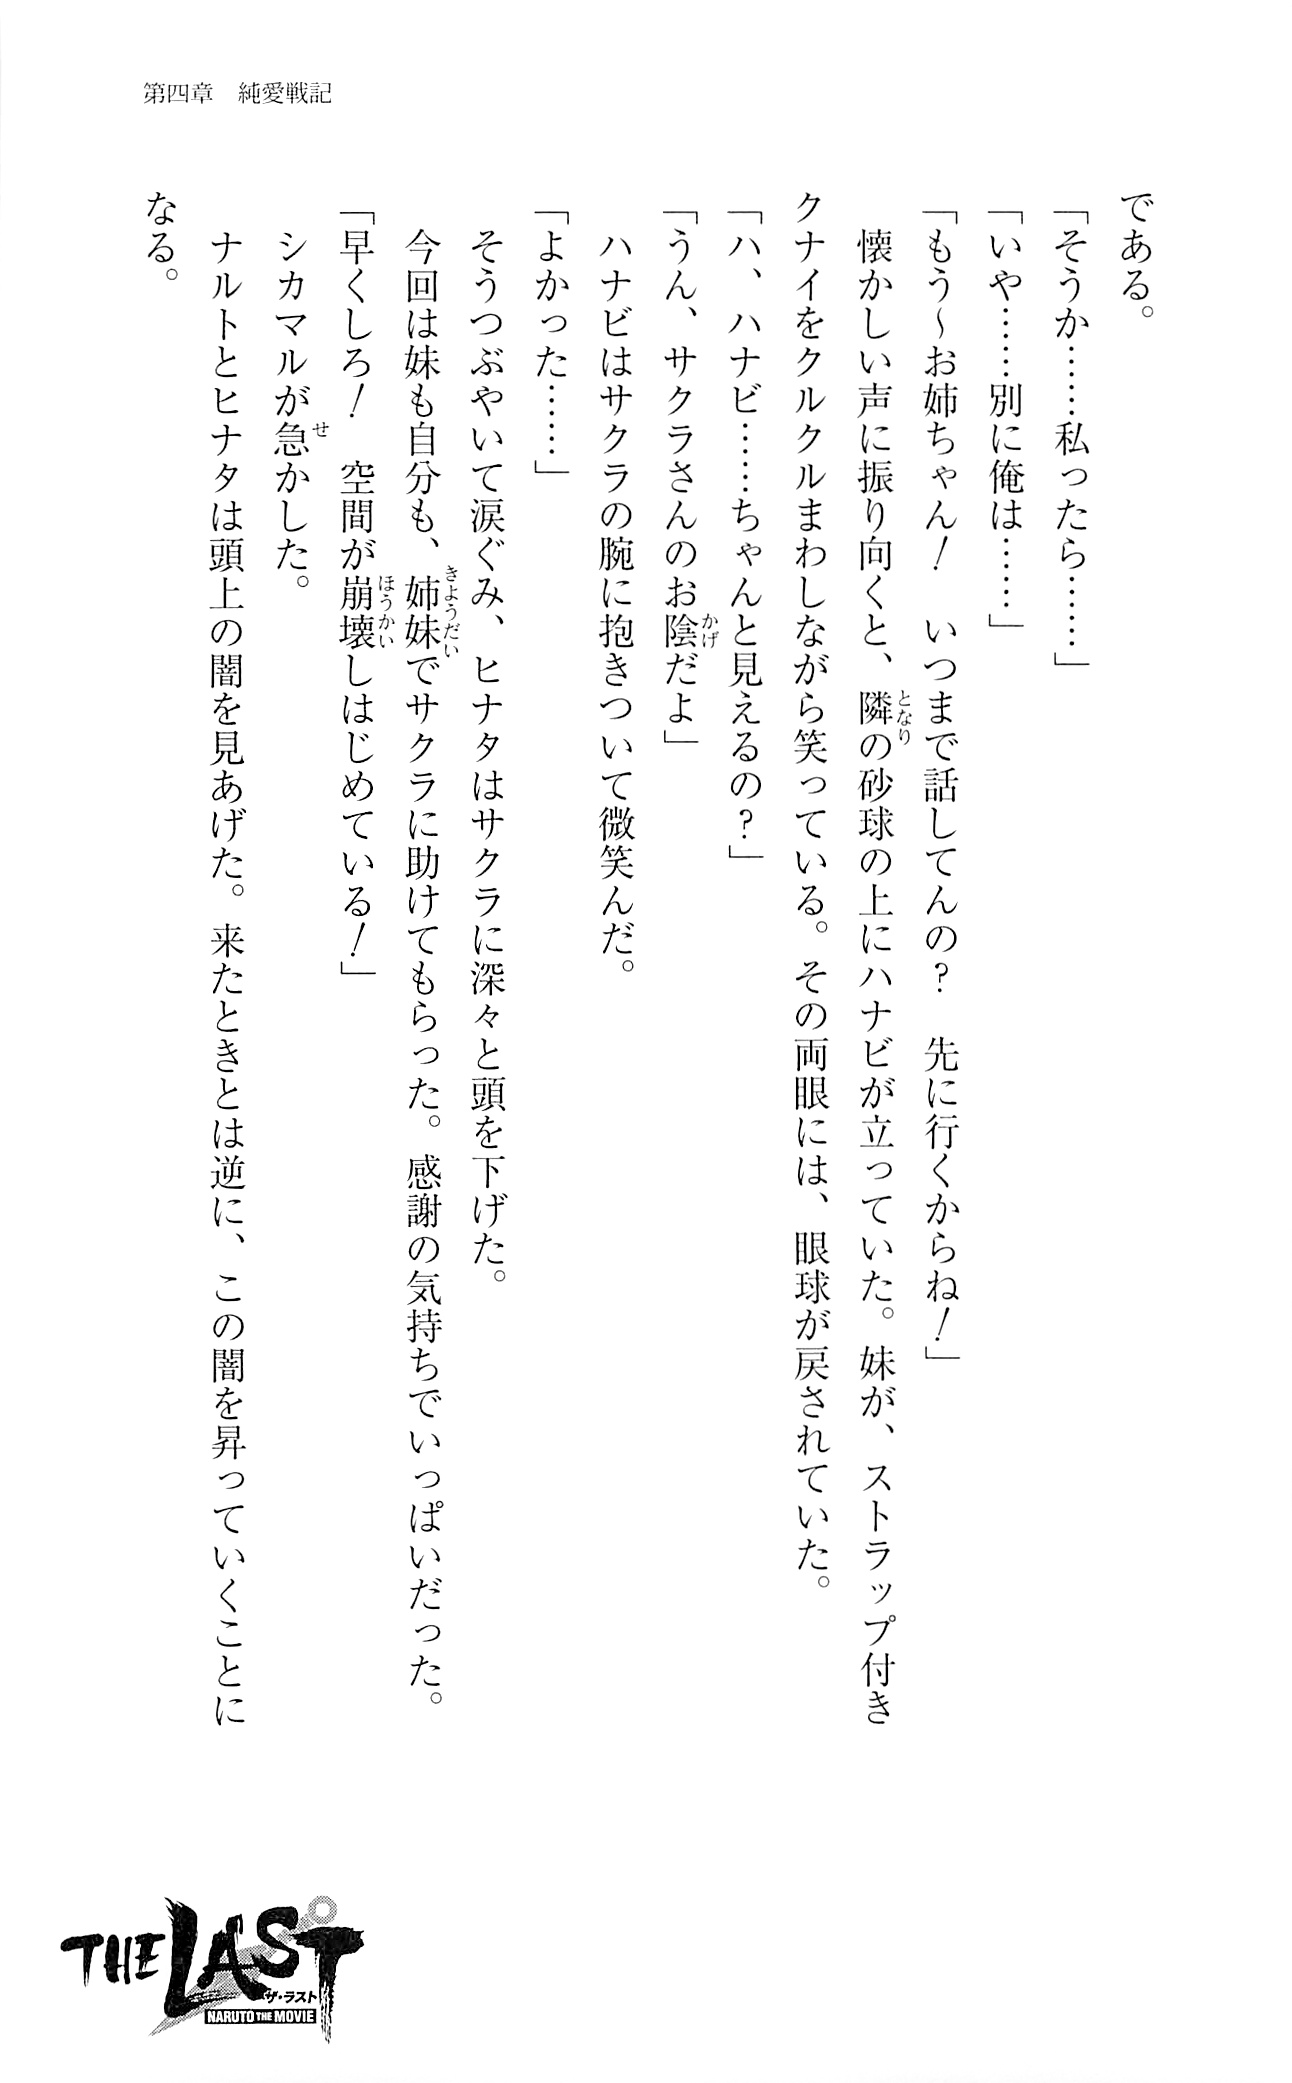 第四章　純愛戦記
である。
「そうか……私ったら……」
「いや……別に俺は……」
「もう～お姉ちゃん！　いつまで話してんの？　先に行くからね！」
　懐かしい声に振り向くと、隣の砂球の上にハナビが立っていた。妹が、ストラップ付き
クナイをクルクルまわしながら笑っている。その両眼には、眼球が戻されていた。
「ハ、ハナビ……ちゃんと見えるの？」
「うん、サクラさんのお陰だよ」
　ハナビはサクラの腕に抱きついて微笑んだ。
「よかった……」
　そうつぶやいて涙ぐみ、ヒナタはサクラに深々と頭を下げた。
　今回は妹も自分も、姉妹でサクラに助けてもらった。感謝の気持ちでいっぱいだった。
「早くしろ！　空間が崩壊しはじめている！」
　シカマルが急かした。
　ナルトとヒナタは頭上の闇を見あげた。来たときとは逆に、この闇を昇っていくことに
なる。
となり
かげ
きょうだい
ほうかい
せ
THE LAST
ザ・ラスト
NARUTO THE MOVIE